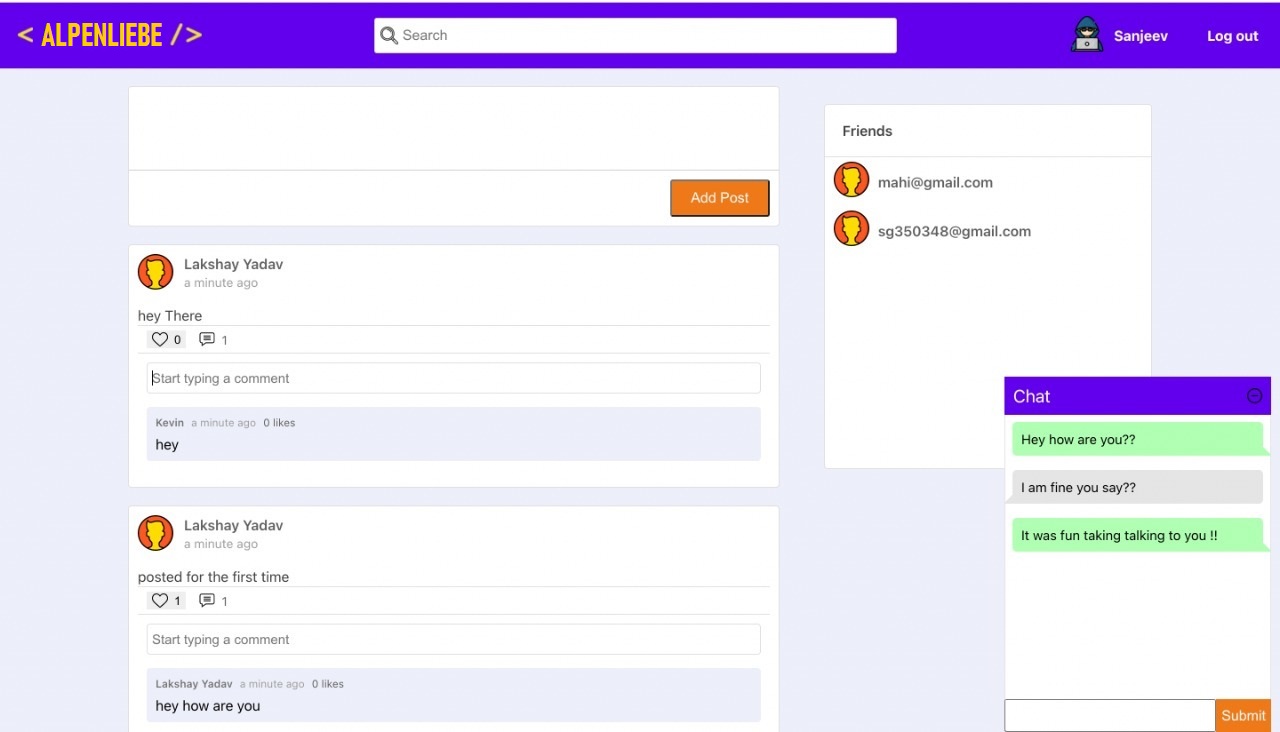 < ALPENLIEBE />
Search
Sanjeev
Log out
Add Post
Lakshay Yadav
a minute ago
hey There
0 1
Start typing a comment
Kevin a minute ago 0 likes
hey
Lakshay Yadav
a minute ago
posted for the first time
1 1
Start typing a comment
Lakshay Yadav a minute ago 0 likes
hey how are you
Friends
mahi@gmail.com
sg350348@gmail.com
Chat
Hey how are you??
I am fine you say??
It was fun taking talking to you !!
Submit